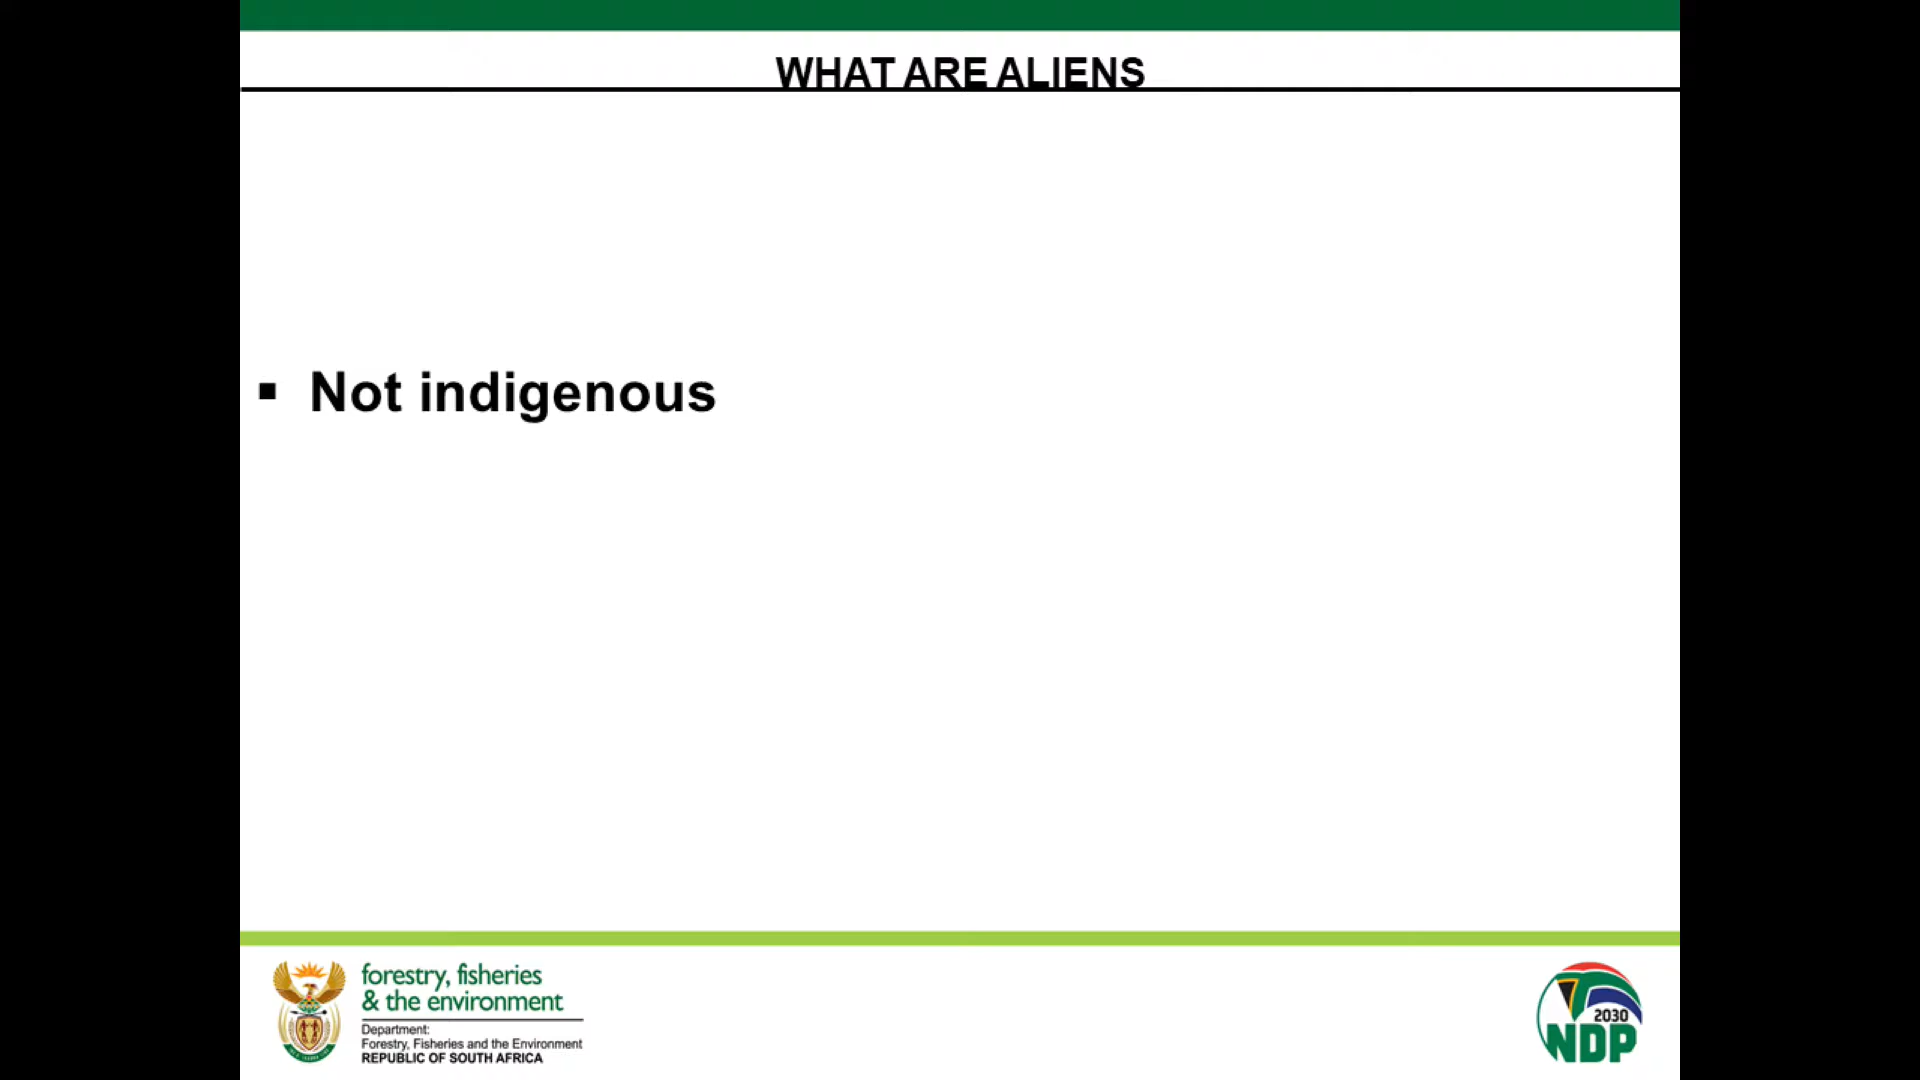 WHAT ARE ALIENS
▪ Not indigenous
forestry, fisheries
& the environment
Department:
Forestry, Fisheries and the Environment
REPUBLIC OF SOUTH AFRICA
2030
NDP